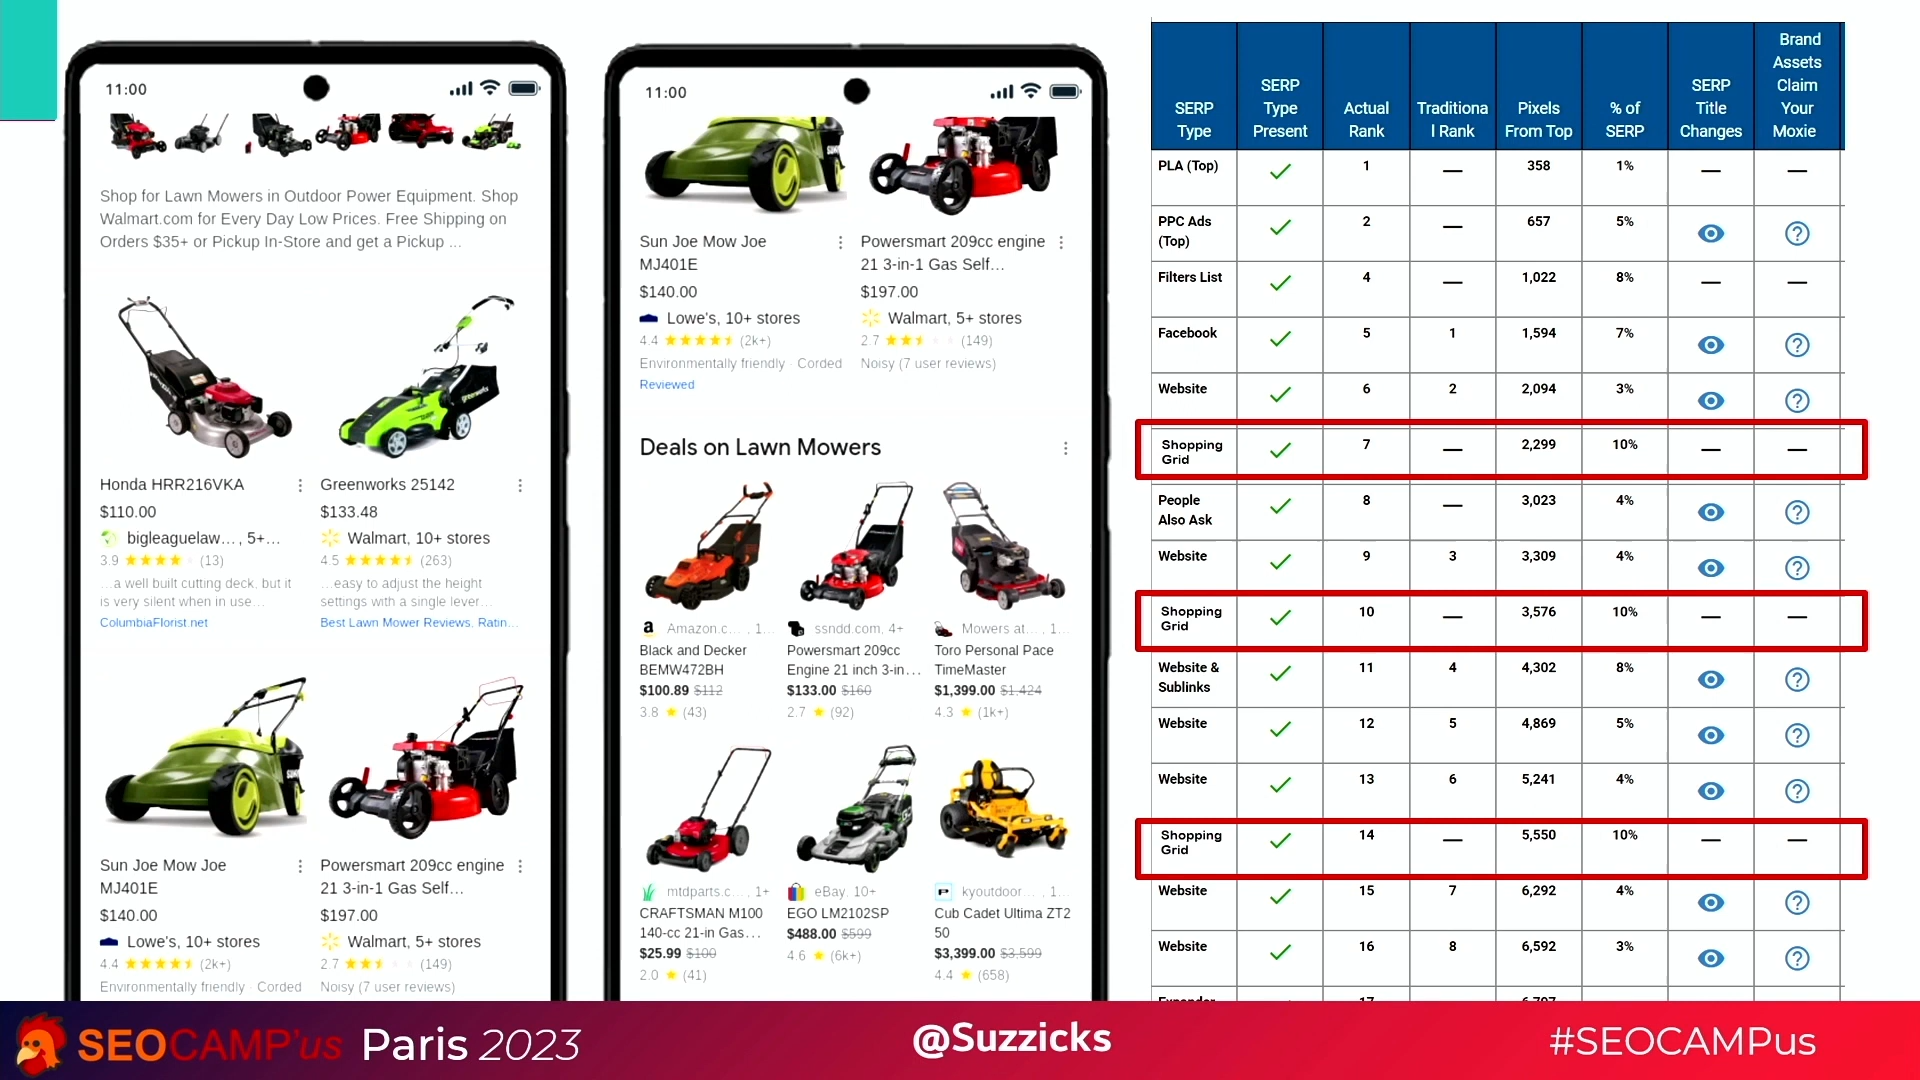 11:00
Shop for Lawn Mowers in Outdoor Power Equipment. Shop
Walmart.com for Every Day Low Prices. Free Shipping on
Orders $35+ or Pickup In-Store and get a Pickup ...
Honda HRR216VKA
$110.00
bigleaguelaw... , 5+...
3.9 (13)
...a well built cutting deck, but it
is very silent when in use...
ColumbiaFlorist.net
Greenworks 25142
$133.48
Walmart, 10+ stores
4.5 (263)
...easy to adjust the height
settings with a single lever...
Best Lawn Mower Reviews, Ratin...
Sun Joe Mow Joe
MJ401E
$140.00
Lowe's, 10+ stores
4.4 (2k+)
Environmentally friendly · Corded
Powersmart 209cc engine
21 3-in-1 Gas Self...
$197.00
Walmart, 5+ stores
2.7 (149)
Noisy (7 user reviews)
11:00
Sun Joe Mow Joe
MJ401E
$140.00
Lowe's, 10+ stores
4.4 (2k+)
Environmentally friendly · Corded
Reviewed
Powersmart 209cc engine
21 3-in-1 Gas Self...
$197.00
Walmart, 5+ stores
2.7 (149)
Noisy (7 user reviews)
Deals on Lawn Mowers
Amazon.c... , 1...
Black and Decker
BEMW472BH
$100.89 $112
3.8 (43)
ssndd.com, 4+
Powersmart 209cc
Engine 21 inch 3-in...
$133.00 $160
2.7 (92)
Mowers at... , 1...
Toro Personal Pace
TimeMaster
$1,399.00 $1,424
4.3 (1k+)
mtdparts.c... , 1+
CRAFTSMAN M100
140-cc 21-in Gas...
$25.99 $100
2.0 (41)
eBay, 10+
EGO LM2102SP
$488.00 $599
4.6 (6k+)
kyoutdoor... , 1...
Cub Cadet Ultima ZT2
50
$3,399.00 $3,599
4.4 (658)
SERP Type | SERP Type Present | Actual Rank | Traditional Rank | Pixels From Top | % of SERP | SERP Title Changes | Brand Assets Claim Your Moxie
PLA (Top) ✓ 1 — 358 1% — —
PPC Ads (Top) ✓ 2 — 657 5% ?
Filters List ✓ 4 — 1,022 8% — —
Facebook ✓ 5 1 1,594 7% ?
Website ✓ 6 2 2,094 3% ?
Shopping Grid ✓ 7 — 2,299 10% — —
People Also Ask ✓ 8 — 3,023 4% ?
Website ✓ 9 3 3,309 4% ?
Shopping Grid ✓ 10 — 3,576 10% — —
Website & Sublinks ✓ 11 4 4,302 8% ?
Website ✓ 12 5 4,869 5% ?
Website ✓ 13 6 5,241 4% ?
Shopping Grid ✓ 14 — 5,550 10% — —
Website ✓ 15 7 6,292 4% ?
Website ✓ 16 8 6,592 3% ?
SEOCAMP'us Paris 2023
@Suzzicks
#SEOCAMPus